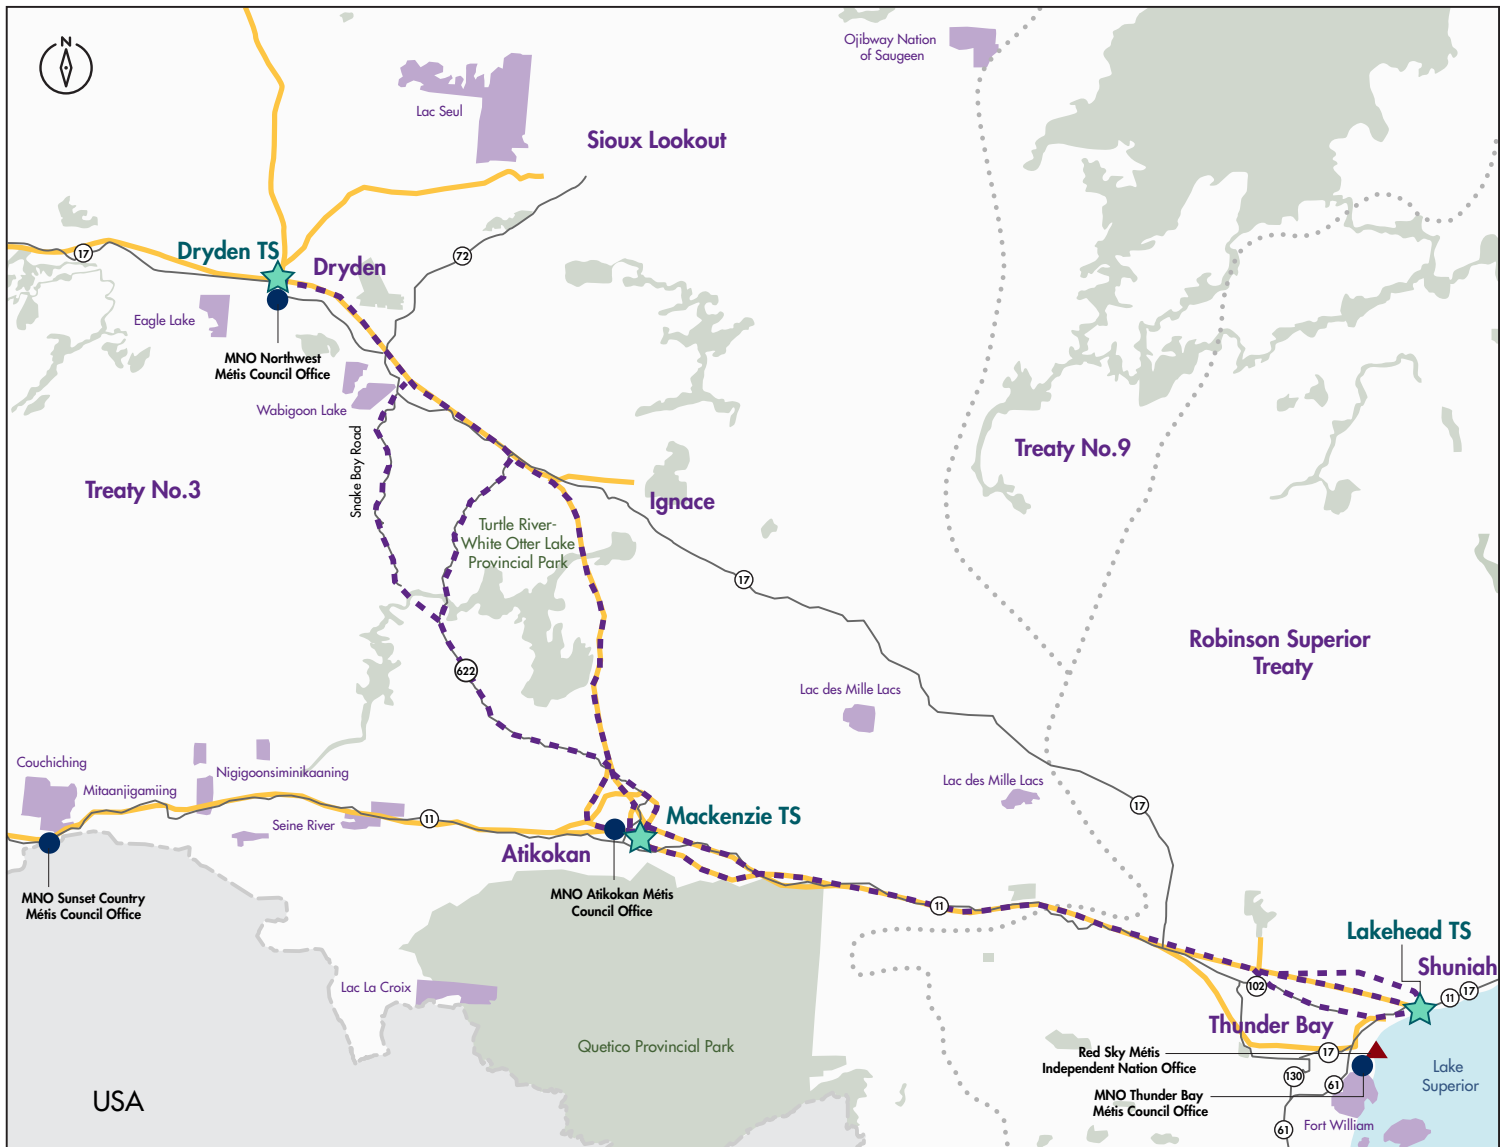 N
Ojibway Nation
of Saugeen
Lac Seul
Sioux Lookout
Dryden TS
17
72
Dryden
Eagle Lake
MNO Northwest
Métis Council Office
Wabigoon Lake
Snake Bay Road
Treaty No.3
Treaty No.9
Ignace
Turtle River-
White Otter Lake
Provincial Park
17
Robinson Superior
Treaty
622
Lac des Mille Lacs
Couchiching
Nigigoonsiminikaaning
Mitaanjigamiing
Lac des Mille Lacs
17
Seine River
11
Mackenzie TS
Atikokan
MNO Sunset Country
Métis Council Office
MNO Atikokan Métis
Council Office
11
Lakehead TS
Shuniah
Lac La Croix
102
11
17
Thunder Bay
Quetico Provincial Park
Red Sky Métis
Independent Nation Office
17
Lake
Superior
130
61
MNO Thunder Bay
Métis Council Office
USA
61
Fort William